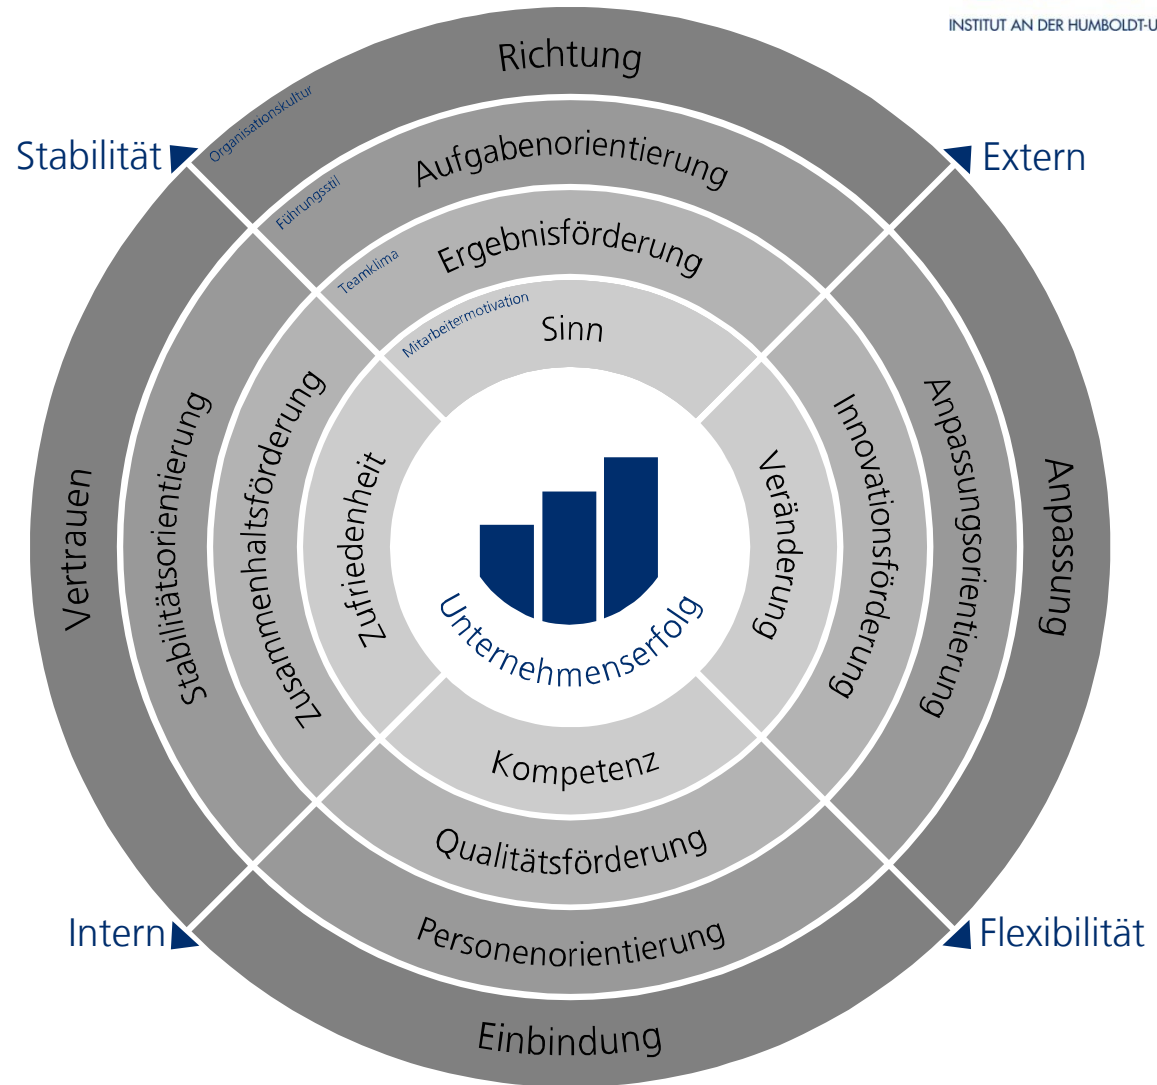 INSTITUT AN DER HUMBOLDT-U
Richtung
Organisationskultur
Stabilität
Extern
Aufgabenorientierung
Führungsstil
Ergebnisförderung
Teamklima
Sinn
Mitarbeitermotivation
Vertrauen
Stabilitätsorientierung
Zusammenhaltsförderung
Zufriedenheit
Unternehmenserfolg
Veränderung
Innovationsförderung
Anpassungsorientierung
Anpassung
Kompetenz
Qualitätsförderung
Personenorientierung
Intern
Flexibilität
Einbindung